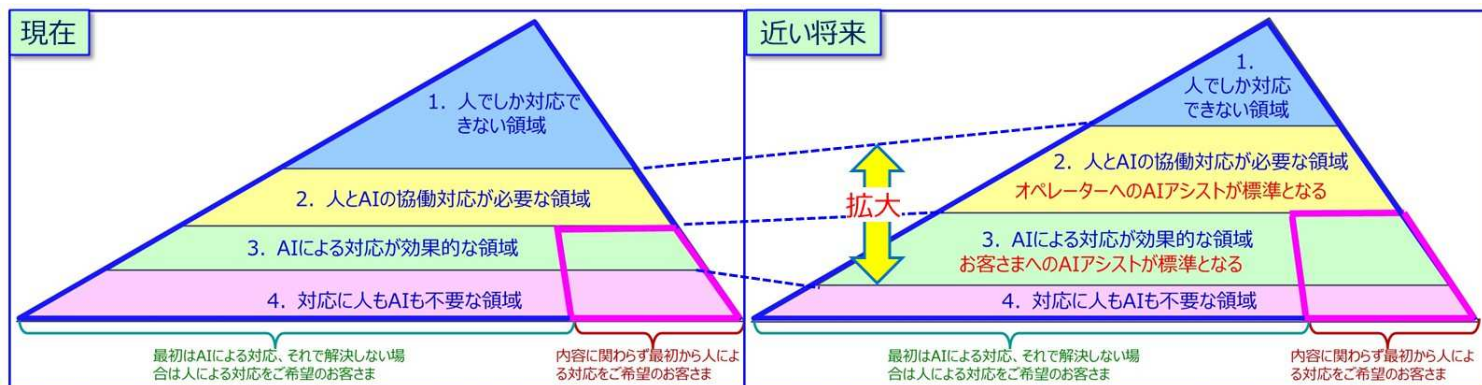 現在
1. 人でしか対応で
きない領域
2. 人とAIの協働対応が必要な領域
3. AIによる対応が効果的な領域
4. 対応に人もAIも不要な領域
最初はAIによる対応、それで解決しない場
合は人による対応をご希望のお客さま
内容に関わらず最初から人によ
る対応をご希望のお客さま
拡大
近い将来
1.
人でしか対応
できない領域
2. 人とAIの協働対応が必要な領域
オペレーターへのAIアシストが標準となる
3. AIによる対応が効果的な領域
お客さまへのAIアシストが標準となる
4. 対応に人もAIも不要な領域
最初はAIによる対応、それで解決しない場
合は人による対応をご希望のお客さま
内容に関わらず最初から人によ
る対応をご希望のお客さま